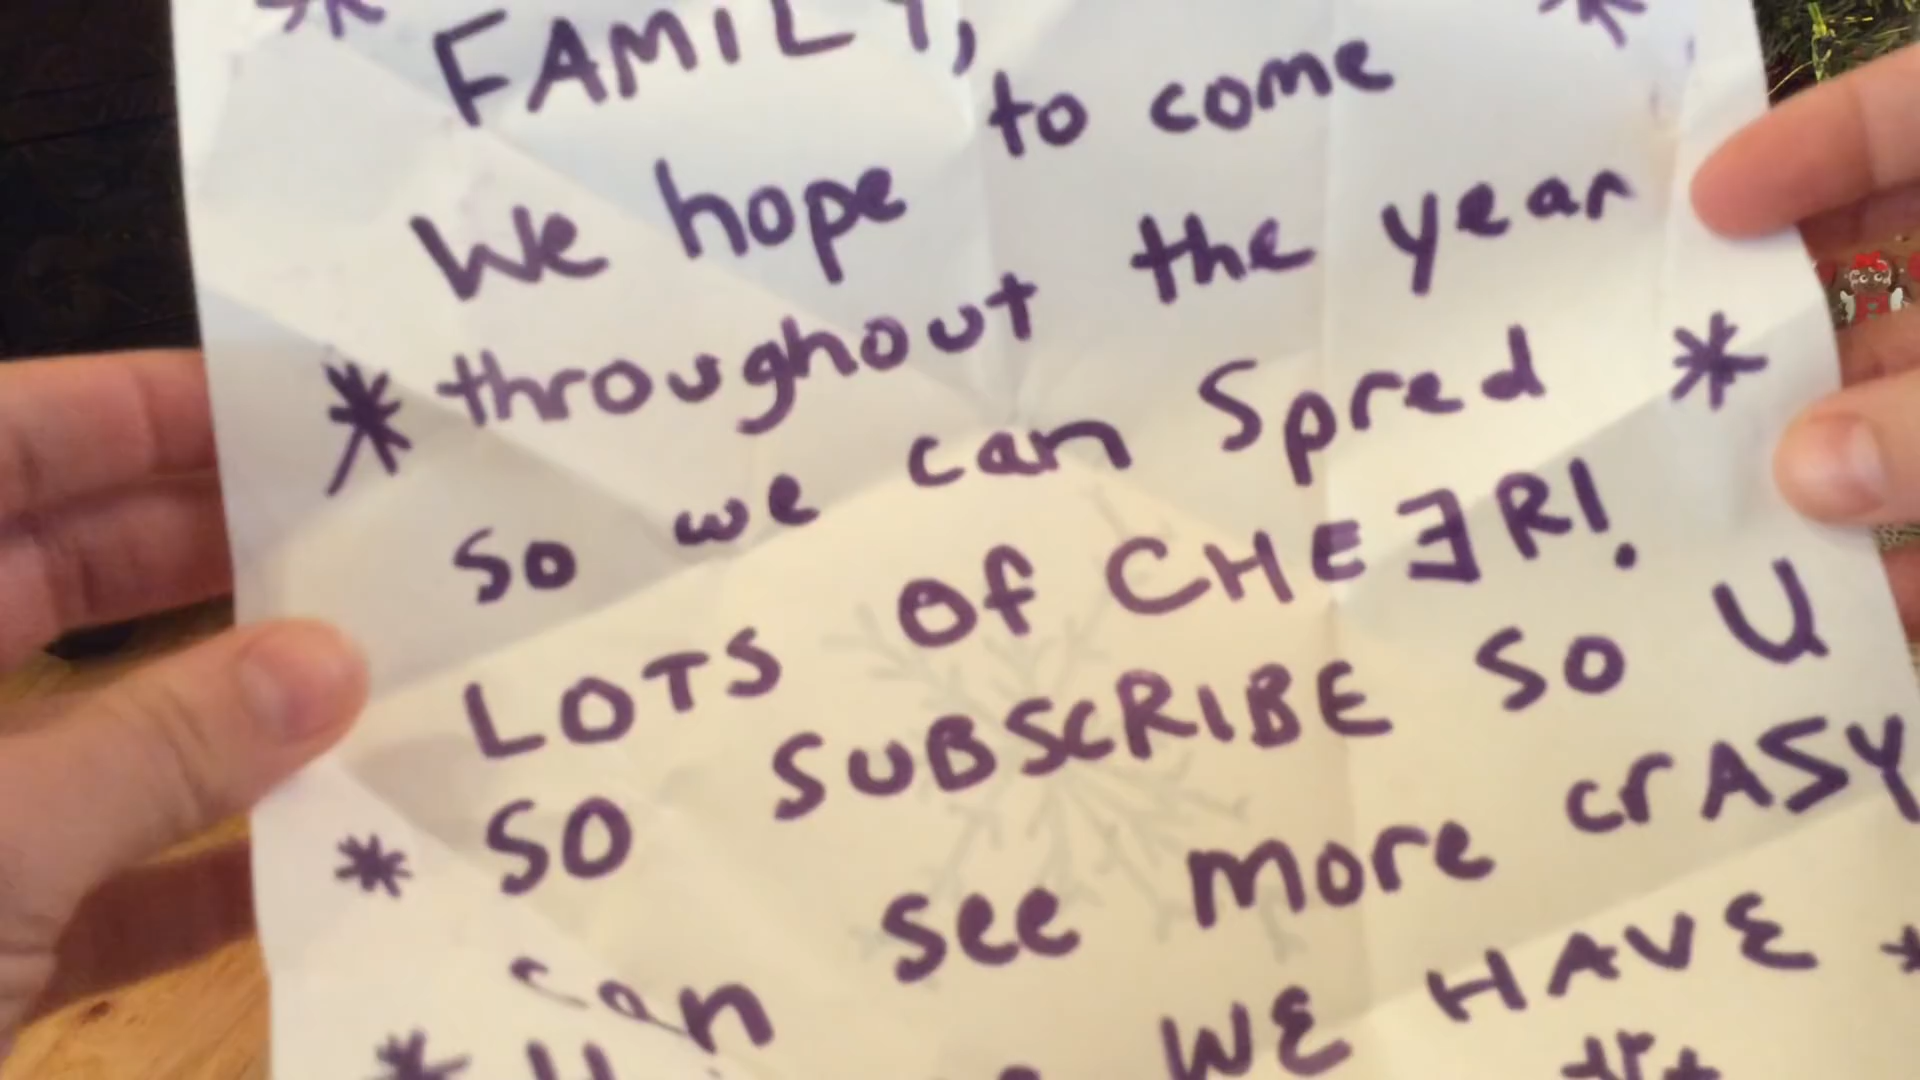 FAMILY,
We hope to come
throughout the year
so we can Spred
LOTS of CHEƎR!
SO SUBSCRIBE SO U
can see more crASY
WE HAVE